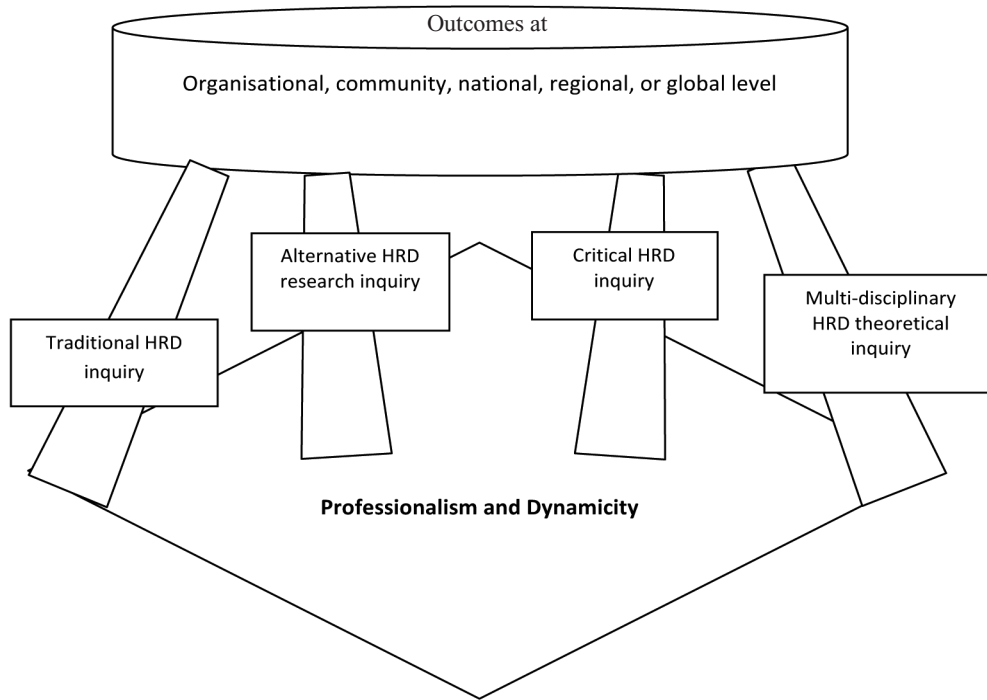 Outcomes at
Organisational, community, national, regional, or global level
Alternative HRD
research inquiry
Critical HRD
inquiry
Multi-disciplinary
HRD theoretical
inquiry
Traditional HRD
inquiry
Professionalism and Dynamicity